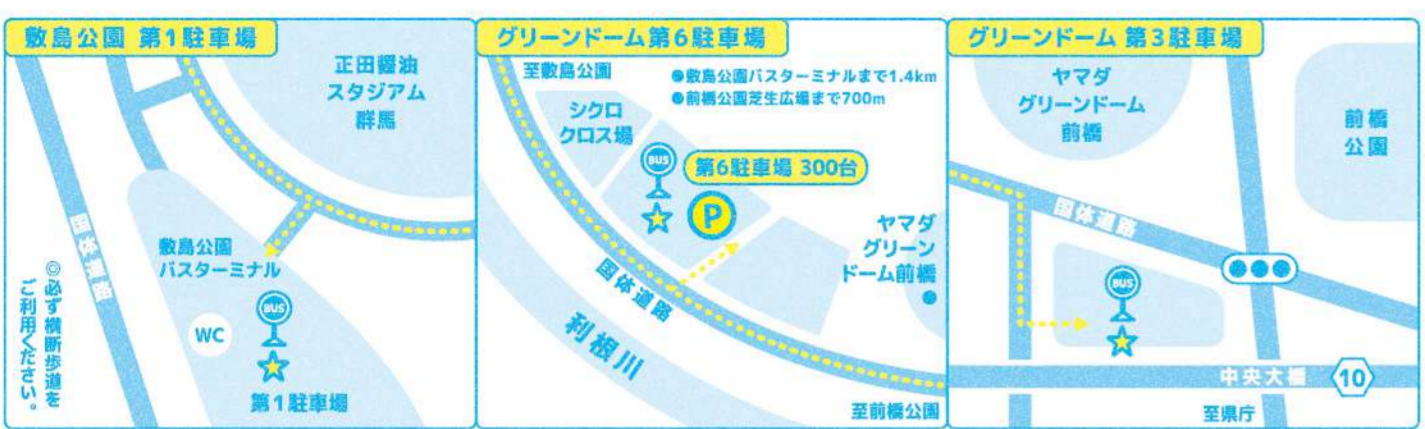 敷島公園 第1駐車場
正田醤油
スタジアム
群馬
国体道路
敷島公園
バスターミナル
◎必ず横断歩道を
ご利用ください。
WC
BUS
第1駐車場
グリーンドーム第6駐車場
至敷島公園
●敷島公園バスターミナルまで1.4km
●前橋公園芝生広場まで700m
シクロ
クロス場
BUS
第6駐車場 300台
P
ヤマダ
グリーン
ドーム前橋
国体道路
利根川
至前橋公園
グリーンドーム 第3駐車場
ヤマダ
グリーンドーム
前橋
前橋
公園
国体道路
BUS
中央大橋
10
至県庁